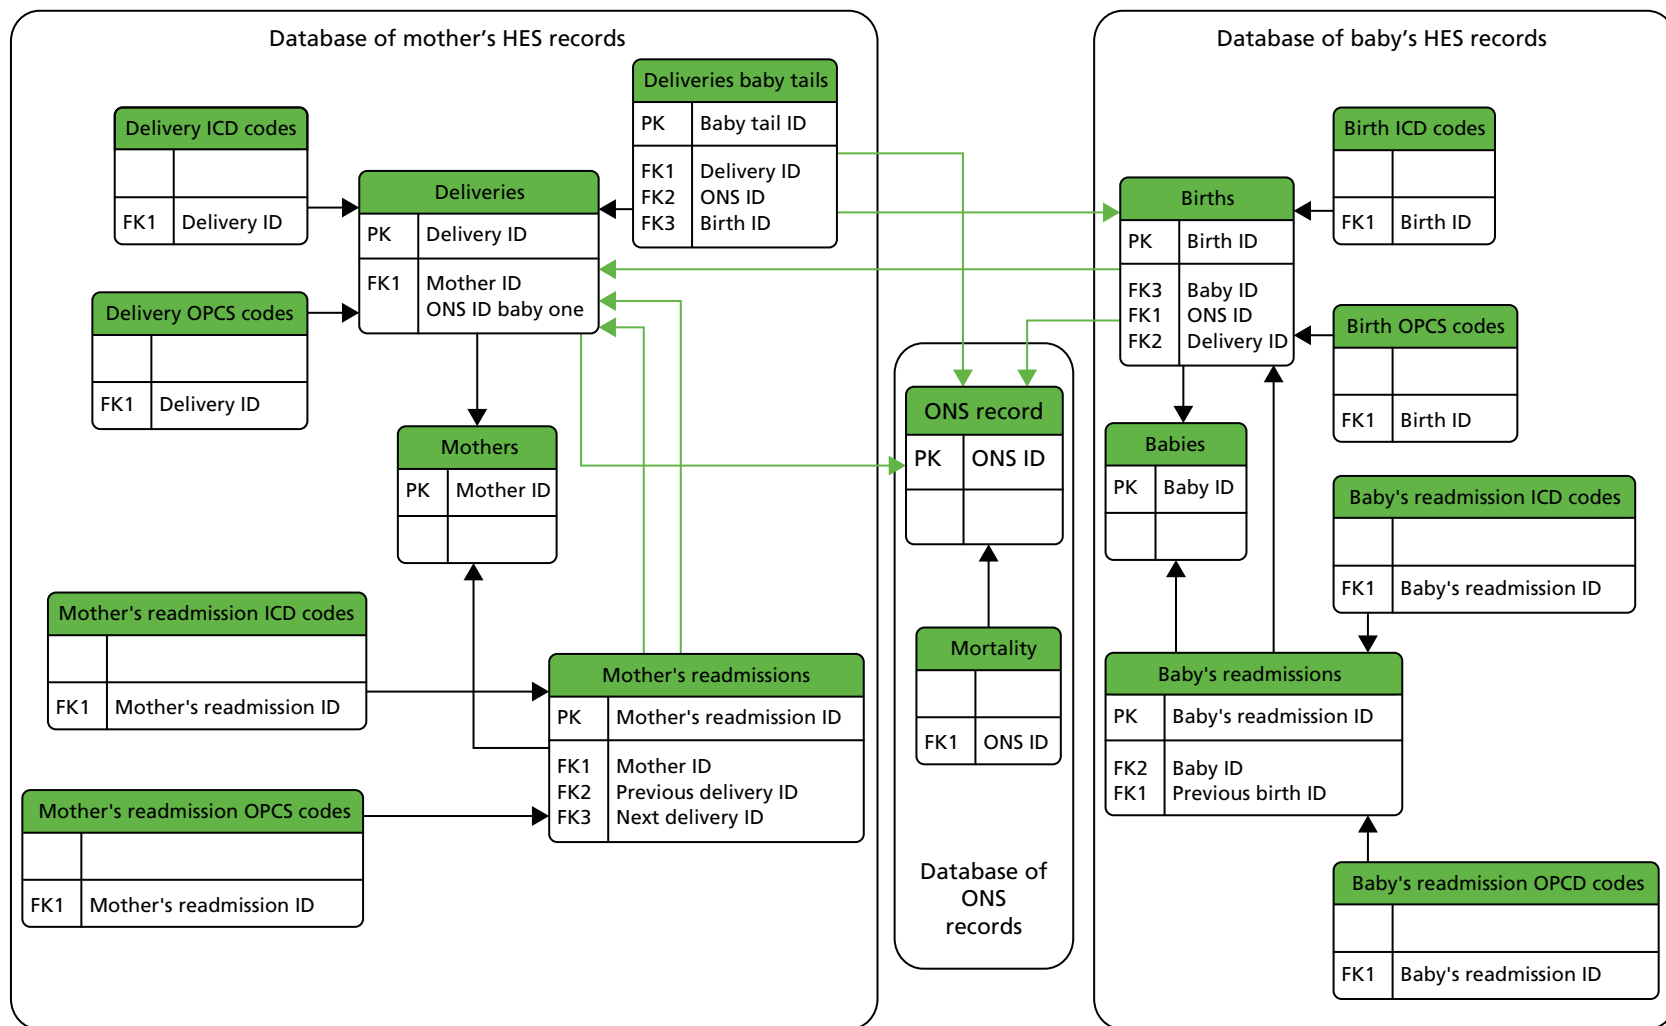 Database of mother's HES records
Deliveries baby tails
PK Baby tail ID
FK1 Delivery ID
FK2 ONS ID
FK3 Birth ID
Delivery ICD codes
FK1 Delivery ID
Deliveries
PK Delivery ID
FK1 Mother ID
ONS ID baby one
Delivery OPCS codes
FK1 Delivery ID
Mothers
PK Mother ID
Mother's readmission ICD codes
FK1 Mother's readmission ID
Mother's readmissions
PK Mother's readmission ID
FK1 Mother ID
FK2 Previous delivery ID
FK3 Next delivery ID
Mother's readmission OPCS codes
FK1 Mother's readmission ID
ONS record
PK ONS ID
Mortality
FK1 ONS ID
Database of
ONS
records
Database of baby's HES records
Birth ICD codes
FK1 Birth ID
Births
PK Birth ID
FK3 Baby ID
FK1 ONS ID
FK2 Delivery ID
Birth OPCS codes
FK1 Birth ID
Babies
PK Baby ID
Baby's readmission ICD codes
FK1 Baby's readmission ID
Baby's readmissions
PK Baby's readmission ID
FK2 Baby ID
FK1 Previous birth ID
Baby's readmission OPCD codes
FK1 Baby's readmission ID